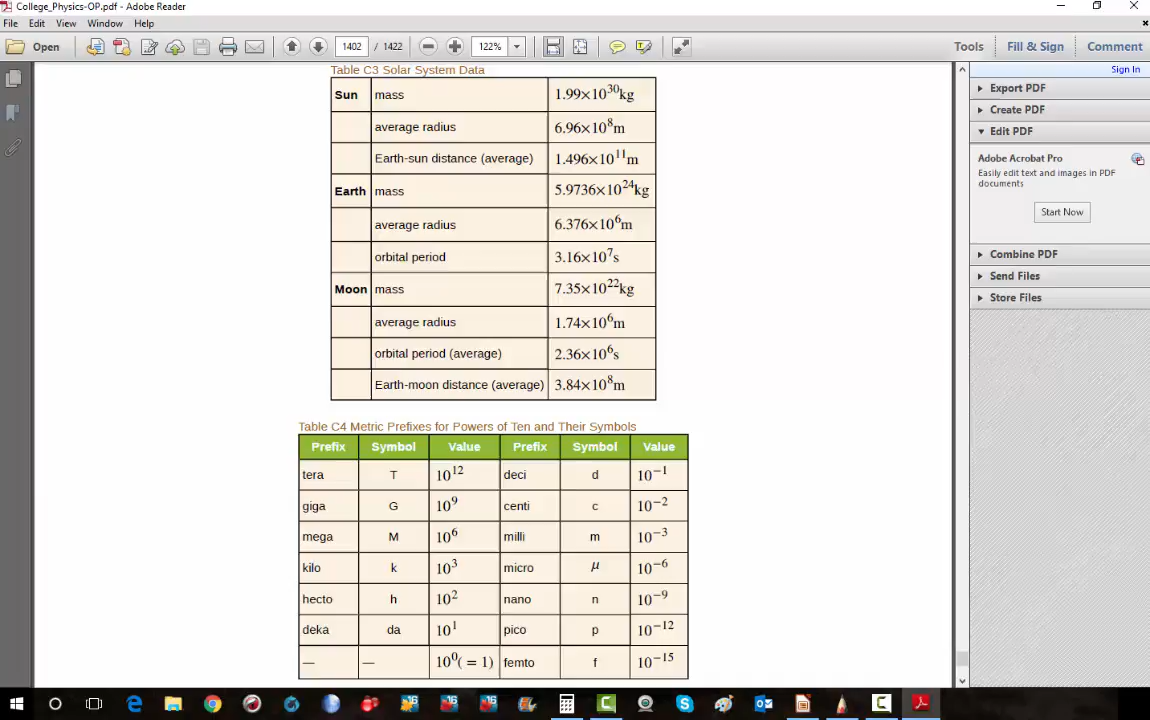 College_Physics-OP.pdf - Adobe Reader
File Edit View Window Help
Open 1402 / 1422 122% Tools Fill & Sign Comment
Sign In
Export PDF
Create PDF
Edit PDF
Adobe Acrobat Pro
Easily edit text and images in PDF
documents
Start Now
Combine PDF
Send Files
Store Files
Table C3 Solar System Data
Sun mass 1.99×10³⁰kg
average radius 6.96×10⁸m
Earth-sun distance (average) 1.496×10¹¹m
Earth mass 5.9736×10²⁴kg
average radius 6.376×10⁶m
orbital period 3.16×10⁷s
Moon mass 7.35×10²²kg
average radius 1.74×10⁶m
orbital period (average) 2.36×10⁶s
Earth-moon distance (average) 3.84×10⁸m
Table C4 Metric Prefixes for Powers of Ten and Their Symbols
Prefix Symbol Value Prefix Symbol Value
tera T 10¹² deci d 10⁻¹
giga G 10⁹ centi c 10⁻²
mega M 10⁶ milli m 10⁻³
kilo k 10³ micro μ 10⁻⁶
hecto h 10² nano n 10⁻⁹
deka da 10¹ pico p 10⁻¹²
— — 10⁰( = 1) femto f 10⁻¹⁵